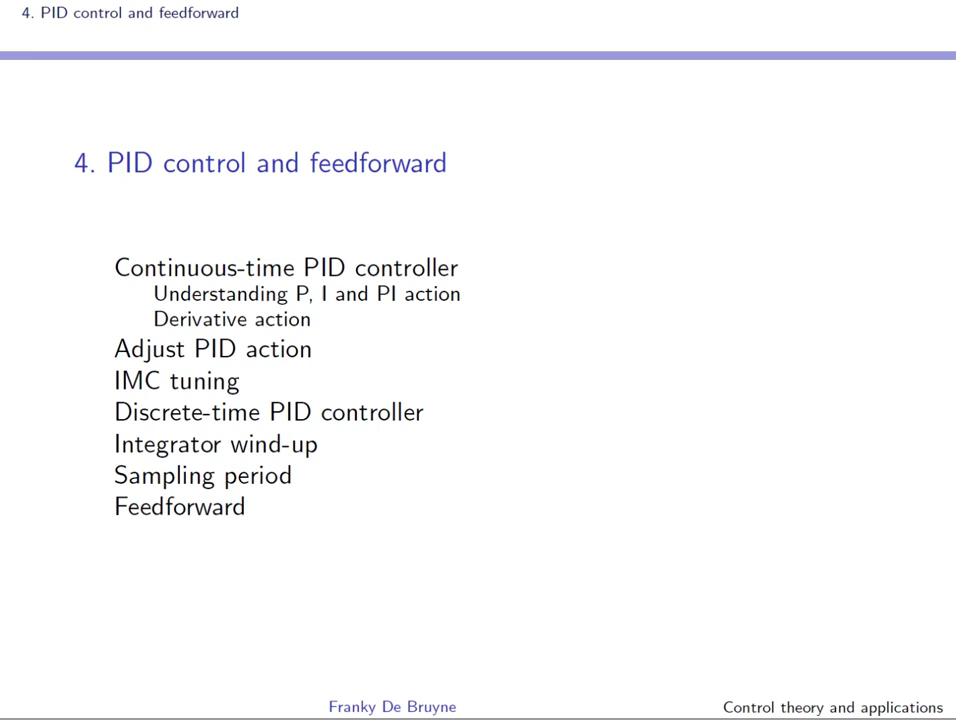 4. PID control and feedforward
4. PID control and feedforward
Continuous-time PID controller
Understanding P, I and PI action
Derivative action
Adjust PID action
IMC tuning
Discrete-time PID controller
Integrator wind-up
Sampling period
Feedforward
Franky De Bruyne
Control theory and applications